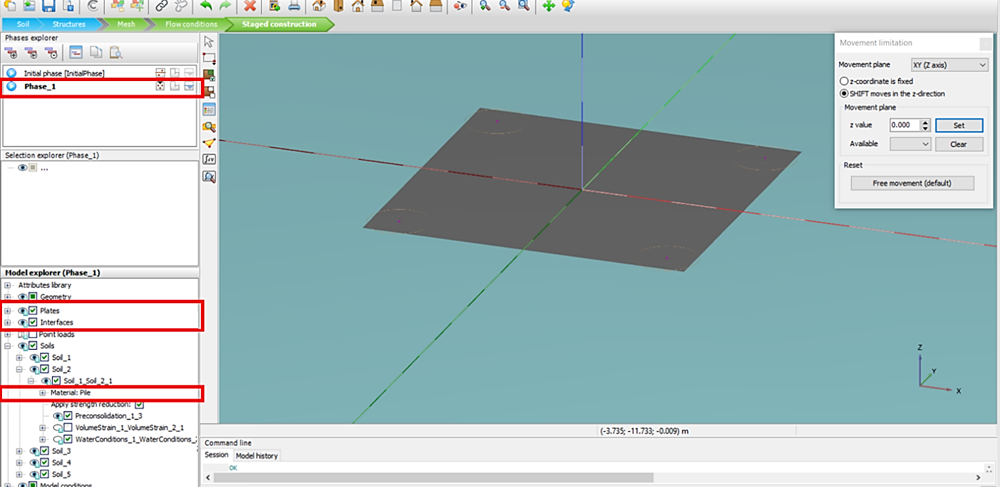 Soil Structures Mesh Flow conditions Staged construction
Phases explorer
Initial phase [InitialPhase]
Phase_1
Selection explorer (Phase_1)
...
Model explorer (Phase_1)
Attributes library
Geometry
Plates
Interfaces
Point loads
Soils
Soil_1
Soil_2
Soil_1_Soil_2_1
Material: Pile
Apply strength reduction:
Preconsolidation_1_3
VolumeStrain_1_VolumeStrain_2_1
WaterConditions_1_WaterConditions_
Soil_3
Soil_4
Soil_5
Model conditions
Movement limitation
Movement plane XY (Z axis)
z-coordinate is fixed
SHIFT moves in the z-direction
Movement plane
z value 0.000 Set
Available Clear
Reset
Free movement (default)
Z
Y
X
(-3.735; -11.733; -0.009) m
Command line
Session Model history
OK